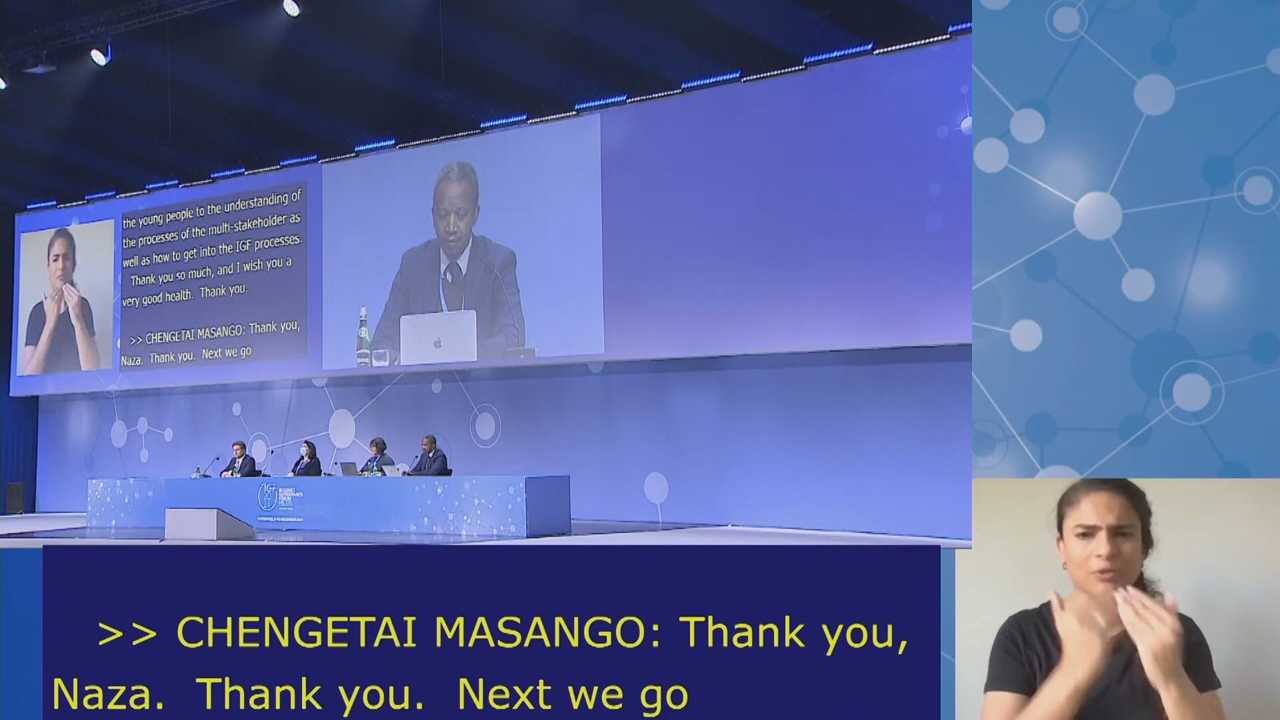 the young people to the understanding of
the processes of the multi-stakeholder as
well as how to get into the IGF processes.
Thank you so much, and I wish you a
very good health. Thank you.
>> CHENGETAI MASANGO: Thank you,
Naza. Thank you. Next we go
>> CHENGETAI MASANGO: Thank you,
Naza. Thank you. Next we go